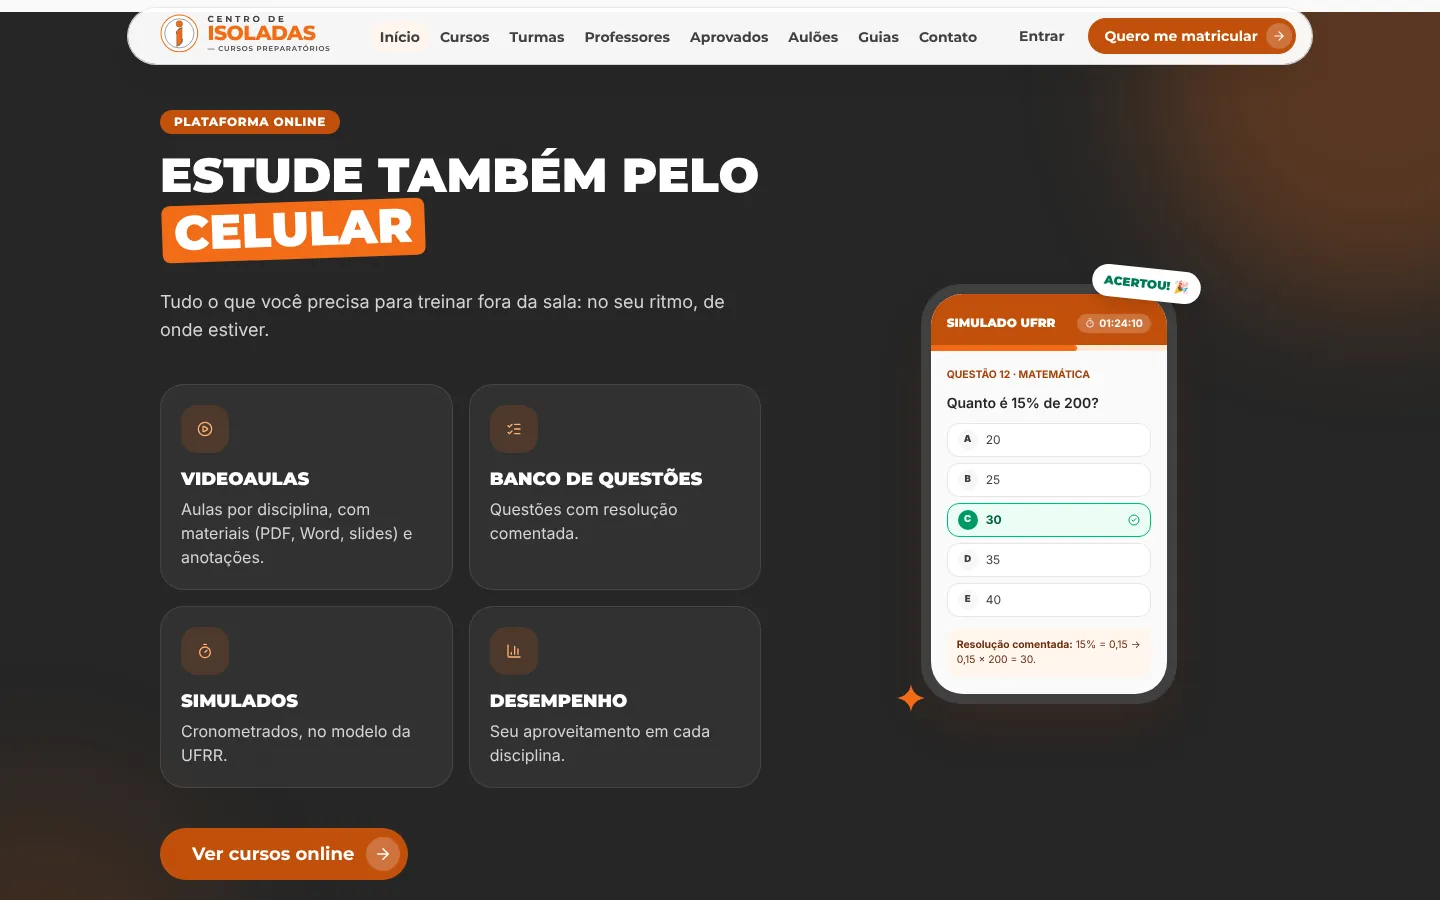 CENTRO DE
ISOLADAS
— CURSOS PREPARATÓRIOS
Início
Cursos
Turmas
Professores
Aprovados
Aulões
Guias
Contato
Entrar
Quero me matricular
PLATAFORMA ONLINE
ESTUDE TAMBÉM PELO
CELULAR
Tudo o que você precisa para treinar fora da sala: no seu ritmo, de
onde estiver.
VIDEOAULAS
Aulas por disciplina, com
materiais (PDF, Word, slides) e
anotações.
BANCO DE QUESTÕES
Questões com resolução
comentada.
SIMULADOS
Cronometrados, no modelo da
UFRR.
DESEMPENHO
Seu aproveitamento em cada
disciplina.
Ver cursos online
ACERTOU! 🎉
SIMULADO UFRR
01:24:10
QUESTÃO 12 · MATEMÁTICA
Quanto é 15% de 200?
A 20
B 25
C 30
D 35
E 40
Resolução comentada: 15% = 0,15 →
0,15 × 200 = 30.